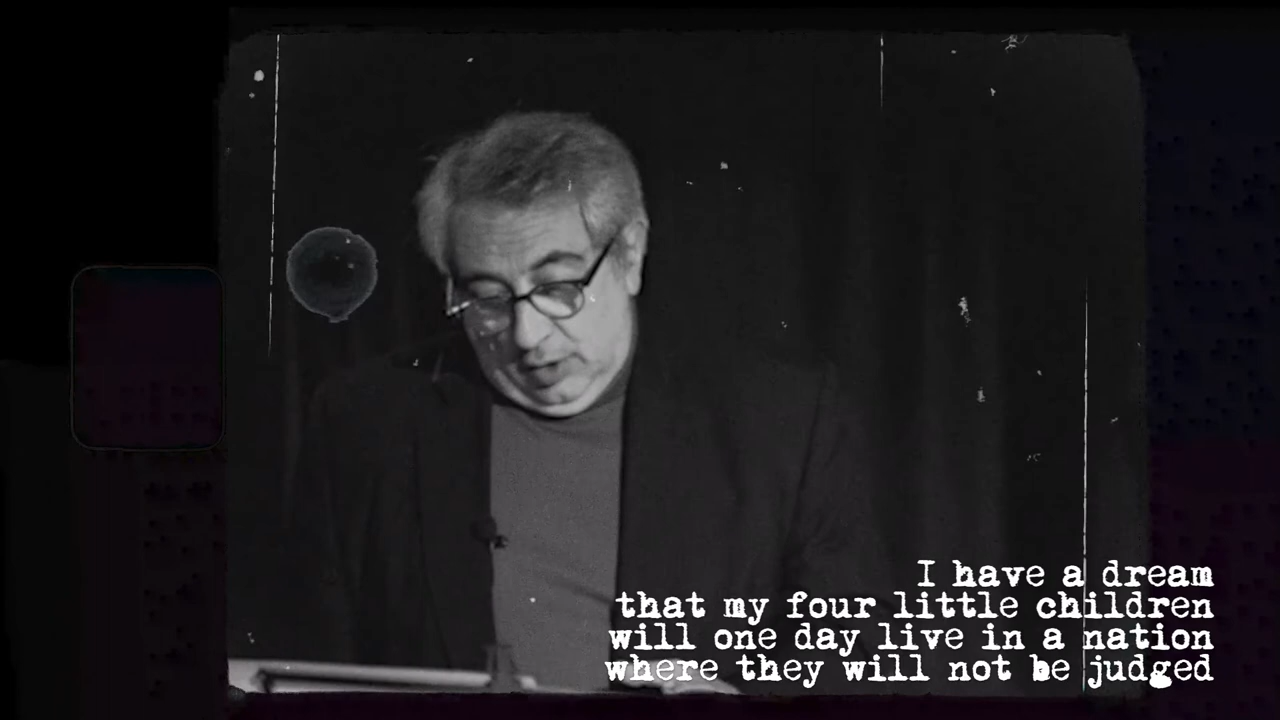 I have a dream
that my four little children
will one day live in a nation
where they will not be judged